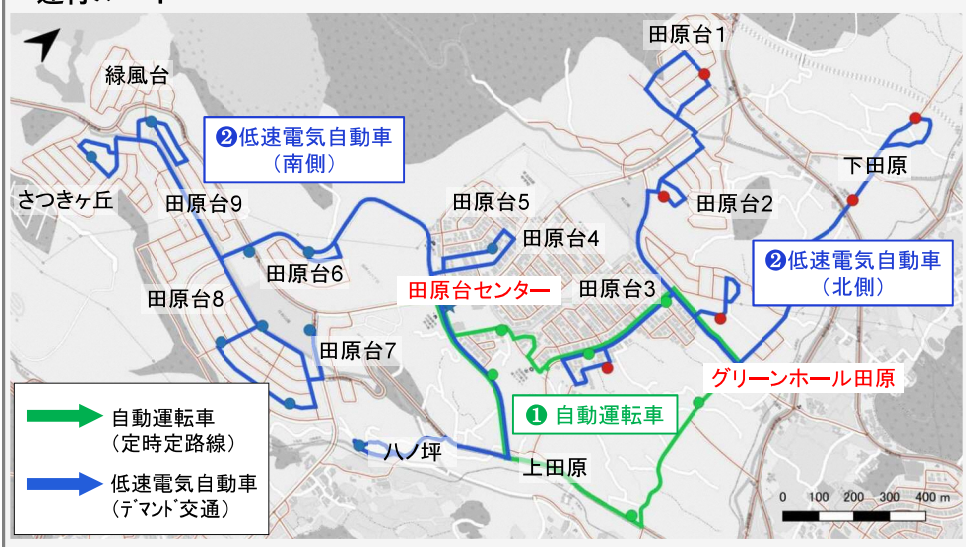 田原台1
緑風台
❷低速電気自動車
(南側)
下田原
さつきヶ丘
田原台9
田原台5
田原台2
田原台4
田原台6
❷低速電気自動車
(北側)
田原台8
田原台センター
田原台3
田原台7
グリーンホール田原
❶ 自動運転車
自動運転車
(定時定路線)
八ノ坪
上田原
低速電気自動車
(デマンド交通)
0 100 200 300 400 m